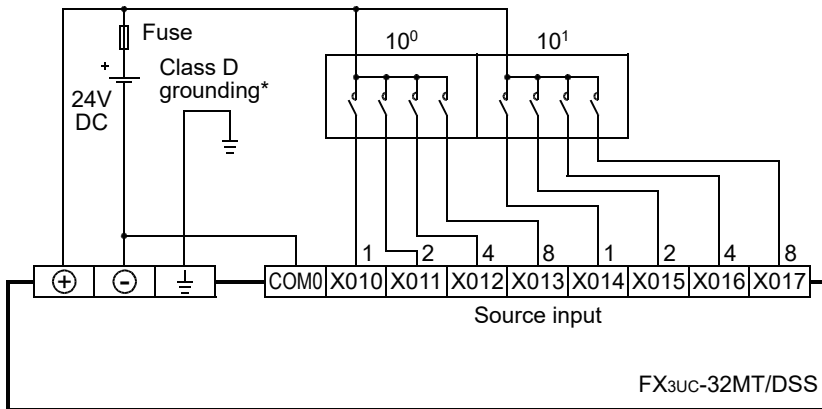 Fuse
10⁰
10¹
+
Class D
grounding*
24V
DC
1 2 4 8 1 2 4 8
+ - COM0 X010 X011 X012 X013 X014 X015 X016 X017
Source input
FX3UC-32MT/DSS